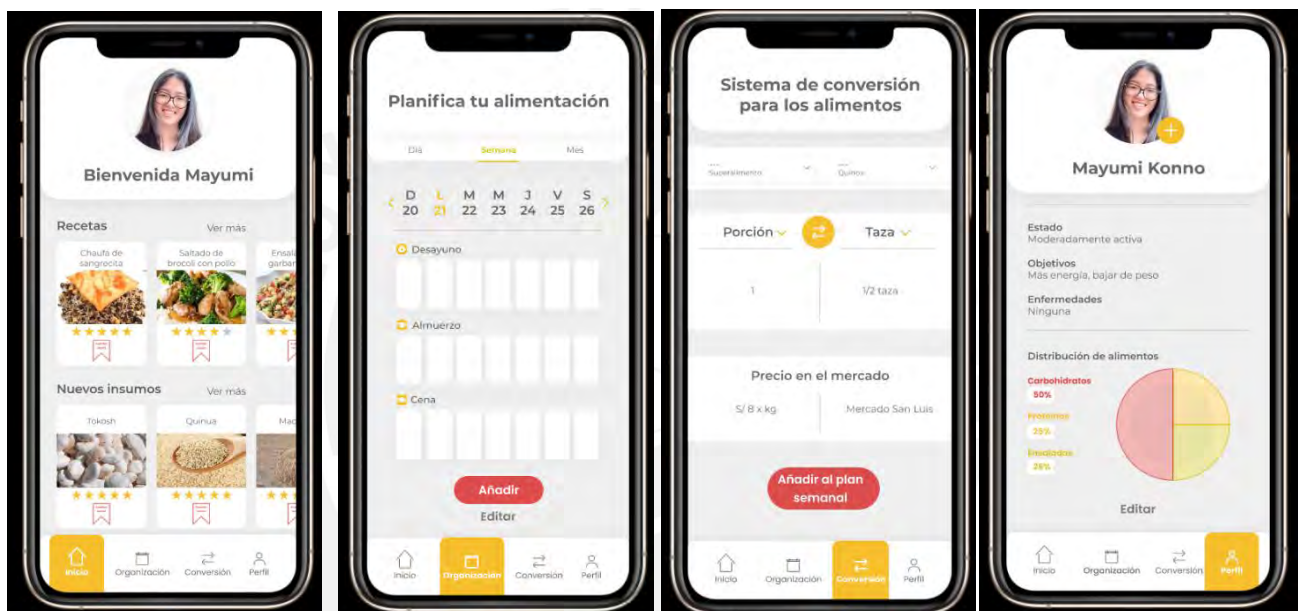 Bienvenida Mayumi
Recetas
Ver más
Chaufa de
sangrecita
Saltado de
brocoli con pollo
Ensala
garban
Nuevos insumos
Ver más
Tokosh
Quinua
Mac
Inicio
Organización
Conversión
Perfil
Planifica tu alimentación
Día
Semana
Mes
D L M M J V S
20 21 22 23 24 25 26
Desayuno
Almuerzo
Cena
Añadir
Editar
Inicio
Organización
Conversión
Perfil
Sistema de conversión
para los alimentos
Superalimento
Quinua
Porción
Taza
1
1/2 taza
Precio en el mercado
S/ 8 x kg
Mercado San Luis
Añadir al plan
semanal
Inicio
Organización
Conversión
Perfil
Mayumi Konno
Estado
Moderadamente activa
Objetivos
Más energía, bajar de peso
Enfermedades
Ninguna
Distribución de alimentos
Carbohidratos
50%
Proteínas
25%
Ensaladas
25%
Editar
Inicio
Organización
Conversión
Perfil